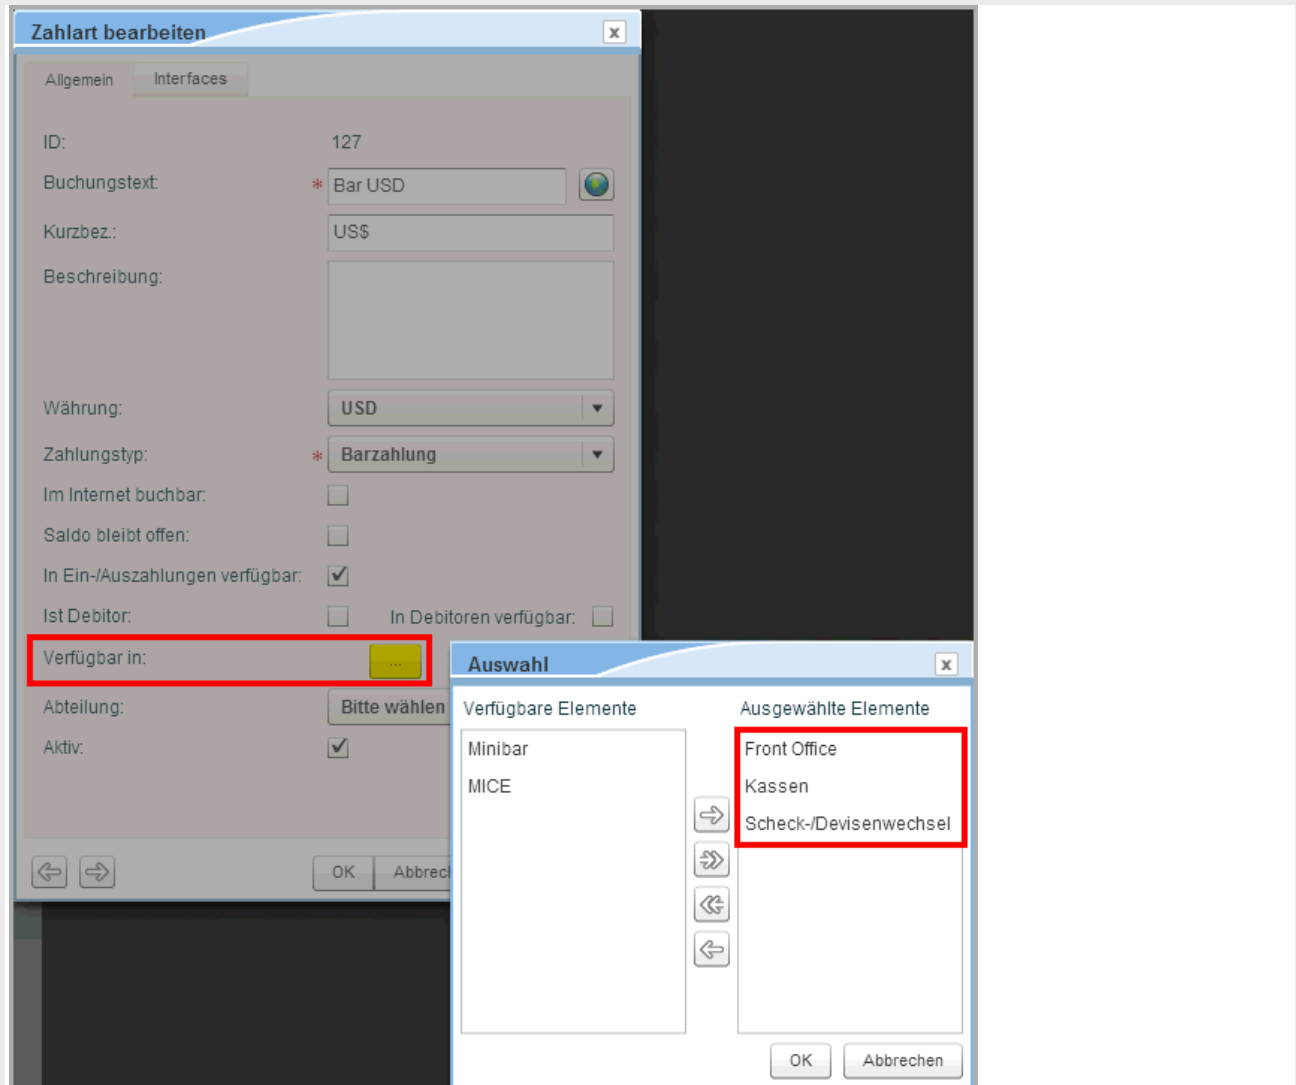 Zahlart bearbeiten
x
Allgemein Interfaces
ID: 127
Buchungstext: * Bar USD
Kurzbez.: US$
Beschreibung:
Währung: USD
Zahlungstyp: * Barzahlung
Im Internet buchbar:
Saldo bleibt offen:
In Ein-/Auszahlungen verfügbar:
Ist Debitor: In Debitoren verfügbar:
Verfügbar in: ...
Abteilung: Bitte wählen
Aktiv:
OK Abbrec
Auswahl
x
Verfügbare Elemente
Minibar
MICE
Ausgewählte Elemente
Front Office
Kassen
Scheck-/Devisenwechsel
OK Abbrechen